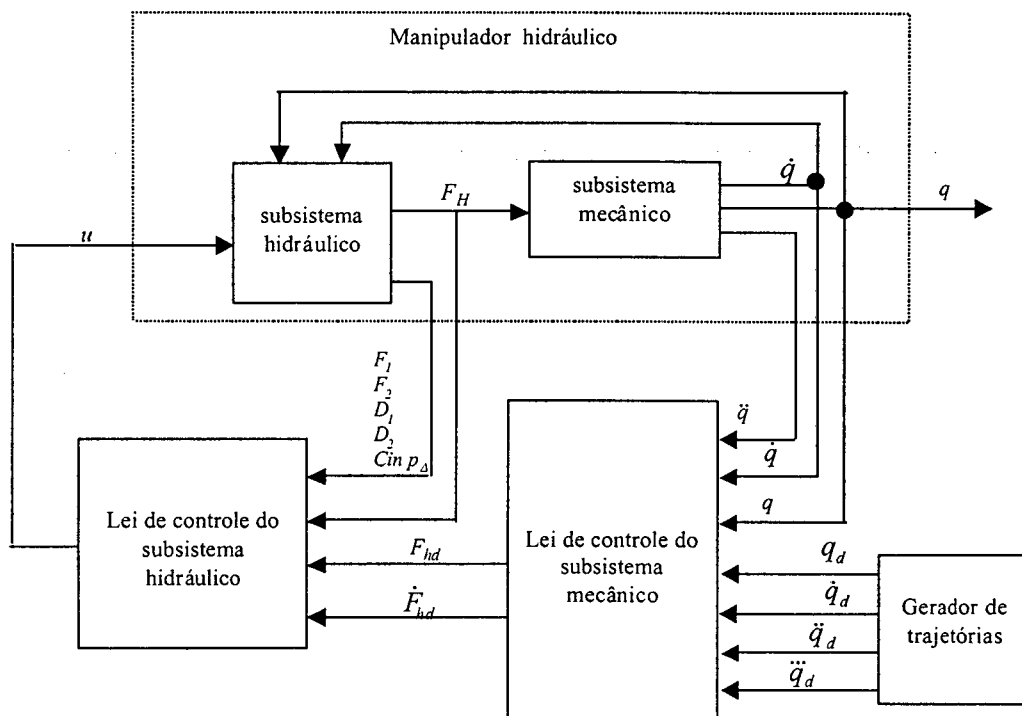 Manipulador hidráulico
subsistema
hidráulico
F_H
subsistema
mecânico
q̇
q
u
F_1
F_2
D_1
D_2
Cin p_Δ
q̈
q̇
q
Lei de controle do
subsistema
hidráulico
F_hd
Ḟ_hd
Lei de controle do
subsistema
mecânico
q_d
q̇_d
q̈_d
q⃛_d
Gerador de
trajetórias